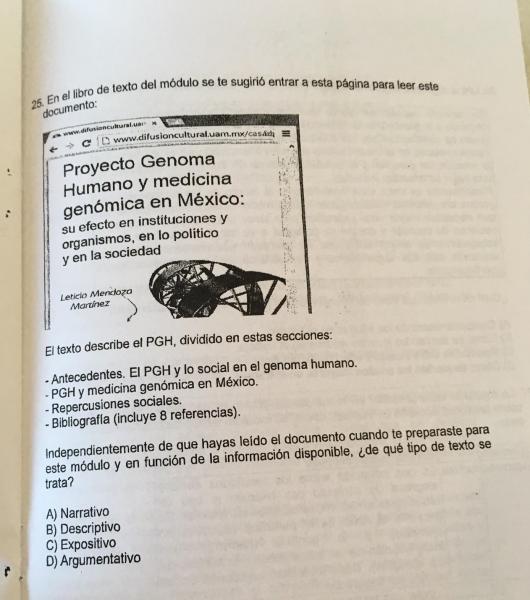 25. En el libro de texto del módulo se te sugirió entrar a esta página para leer este
documento:
www.difusioncultural.uam
www.difusioncultural.uam.mx/casadelt
Proyecto Genoma
Humano y medicina
genómica en México:
su efecto en instituciones y
organismos, en lo político
y en la sociedad
Leticia Mendoza
Martínez
El texto describe el PGH, dividido en estas secciones:
- Antecedentes. El PGH y lo social en el genoma humano.
- PGH y medicina genómica en México.
- Repercusiones sociales.
- Bibliografía (incluye 8 referencias).
Independientemente de que hayas leído el documento cuando te preparaste para
este módulo y en función de la información disponible, ¿de qué tipo de texto se
trata?
A) Narrativo
B) Descriptivo
C) Expositivo
D) Argumentativo